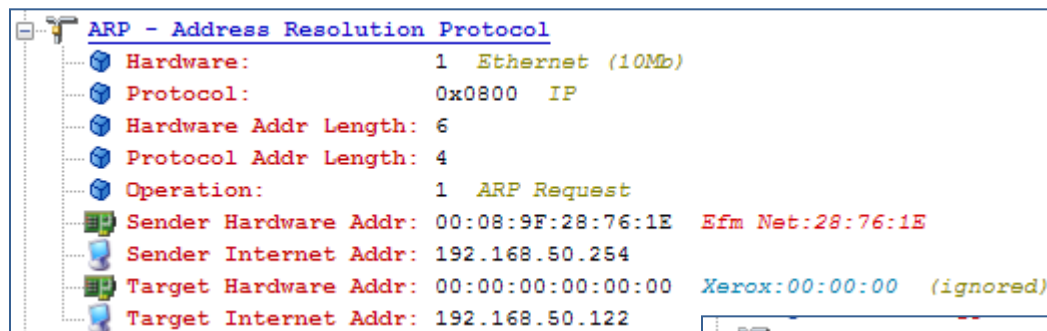 ARP - Address Resolution Protocol
Hardware: 1 Ethernet (10Mb)
Protocol: 0x0800 IP
Hardware Addr Length: 6
Protocol Addr Length: 4
Operation: 1 ARP Request
Sender Hardware Addr: 00:08:9F:28:76:1E Efm Net:28:76:1E
Sender Internet Addr: 192.168.50.254
Target Hardware Addr: 00:00:00:00:00:00 Xerox:00:00:00 (ignored)
Target Internet Addr: 192.168.50.122